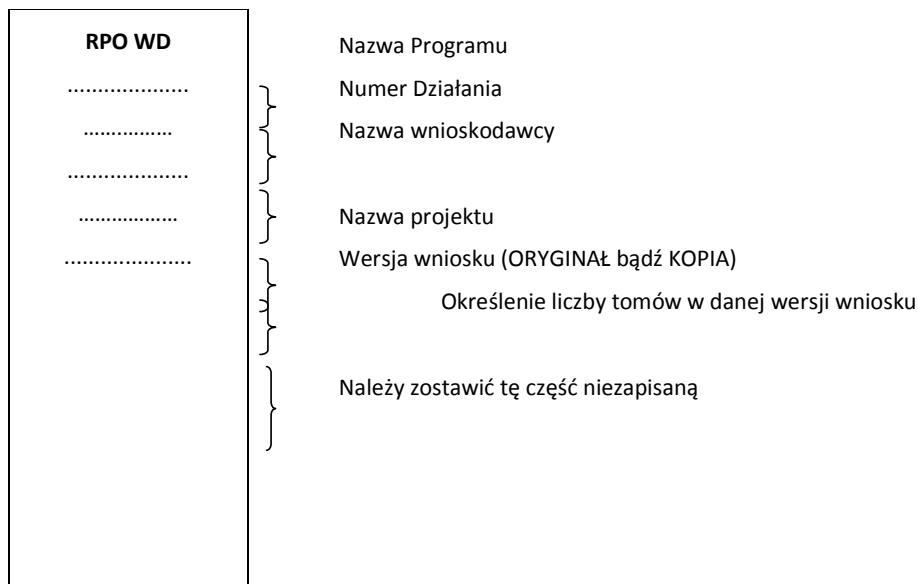 RPO WD
Nazwa Programu
....................
Numer Działania
................
Nazwa wnioskodawcy
....................
..................
Nazwa projektu
.....................
Wersja wniosku (ORYGINAŁ bądź KOPIA)
Określenie liczby tomów w danej wersji wniosku
Należy zostawić tę część niezapisaną